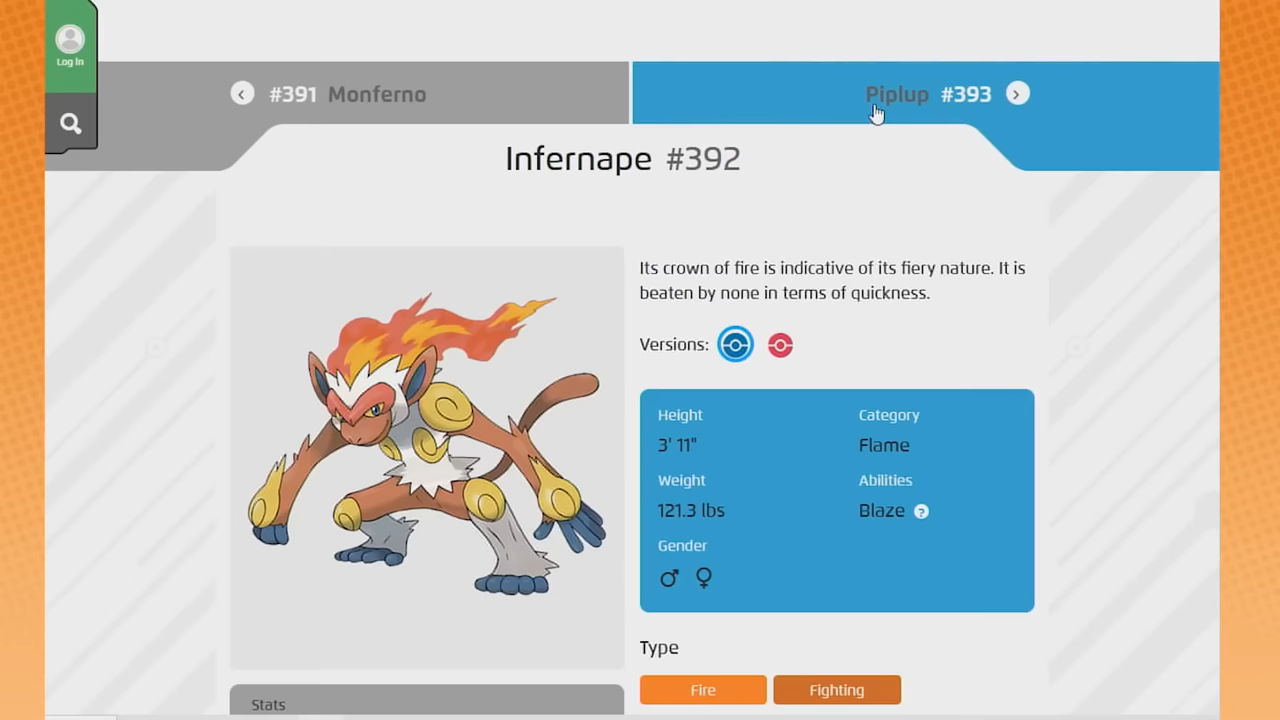 Log In
#391 Monferno
Piplup #393
Infernape #392
Its crown of fire is indicative of its fiery nature. It is
beaten by none in terms of quickness.
Versions:
Height
3' 11"
Category
Flame
Weight
121.3 lbs
Abilities
Blaze ?
Gender
Type
Fire
Fighting
Stats